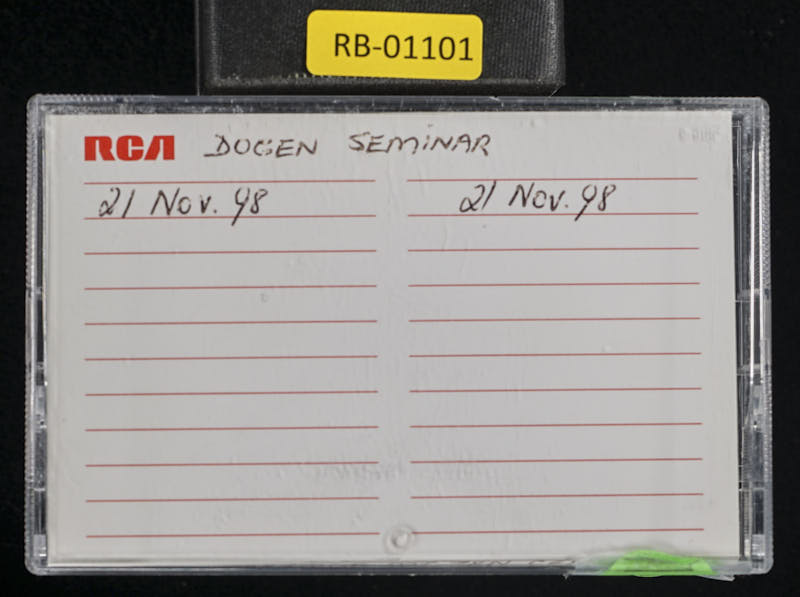 RB-01101
RCA DOGEN SEMINAR
21 Nov. 98 21 Nov. 98